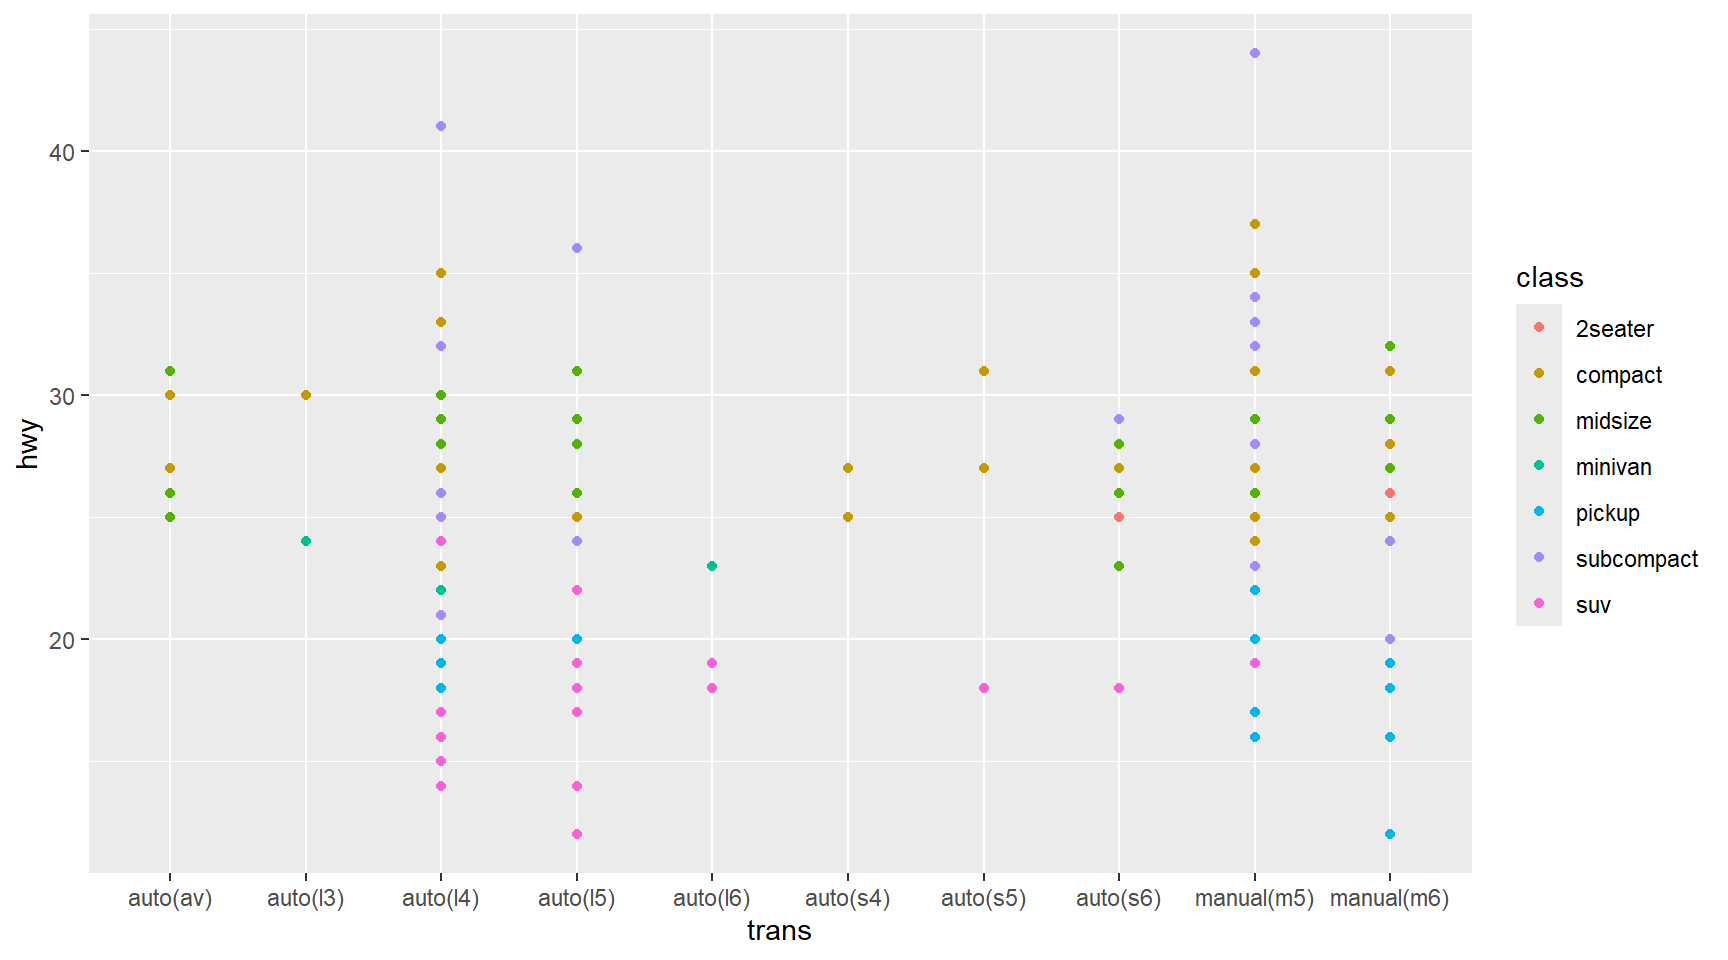 hwy
40
30
20
auto(av) auto(l3) auto(l4) auto(l5) auto(l6) auto(s4) auto(s5) auto(s6) manual(m5) manual(m6)
trans
class
2seater
compact
midsize
minivan
pickup
subcompact
suv